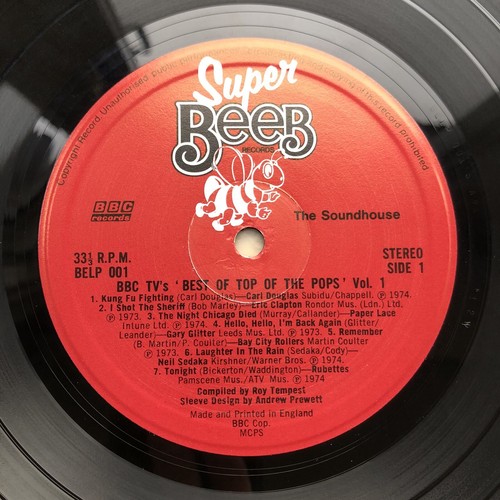 Copyright Record. Unauthorised, public
record prohibited
Super
BeeB
RECORDS
BBC
records
The Soundhouse
33⅓ R.P.M.
BELP 001
STEREO
SIDE 1
BBC TV's 'BEST OF TOP OF THE POPS' Vol. 1
1. Kung Fu Fighting (Carl Douglas)—Carl Douglas Subidu/Chappell. ℗ 1974.
2. I Shot The Sheriff (Bob Marley)—Eric Clapton Rondor Mus. (Ldn.) Ltd.
℗ 1973. 3. The Night Chicago Died (Murray/Callander)—Paper Lace
Intune Ltd. ℗ 1974. 4. Hello, Hello, I'm Back Again (Glitter/
Leander)—Gary Glitter Leeds Mus. Ltd. ℗ 1973. 5. Remember
(B. Martin/P. Coulter)—Bay City Rollers Martin Coulter
℗ 1973. 6. Laughter In The Rain (Sedaka/Cody)—
Neil Sedaka Kirshner/Warner Bros. ℗ 1974.
7. Tonight (Bickerton/Waddington)—Rubettes
Pamscene Mus./ATV Mus. ℗ 1974
Compiled by Roy Tempest
Sleeve Design by Andrew Prewett
Made and Printed in England
BBC Cop.
MCPS